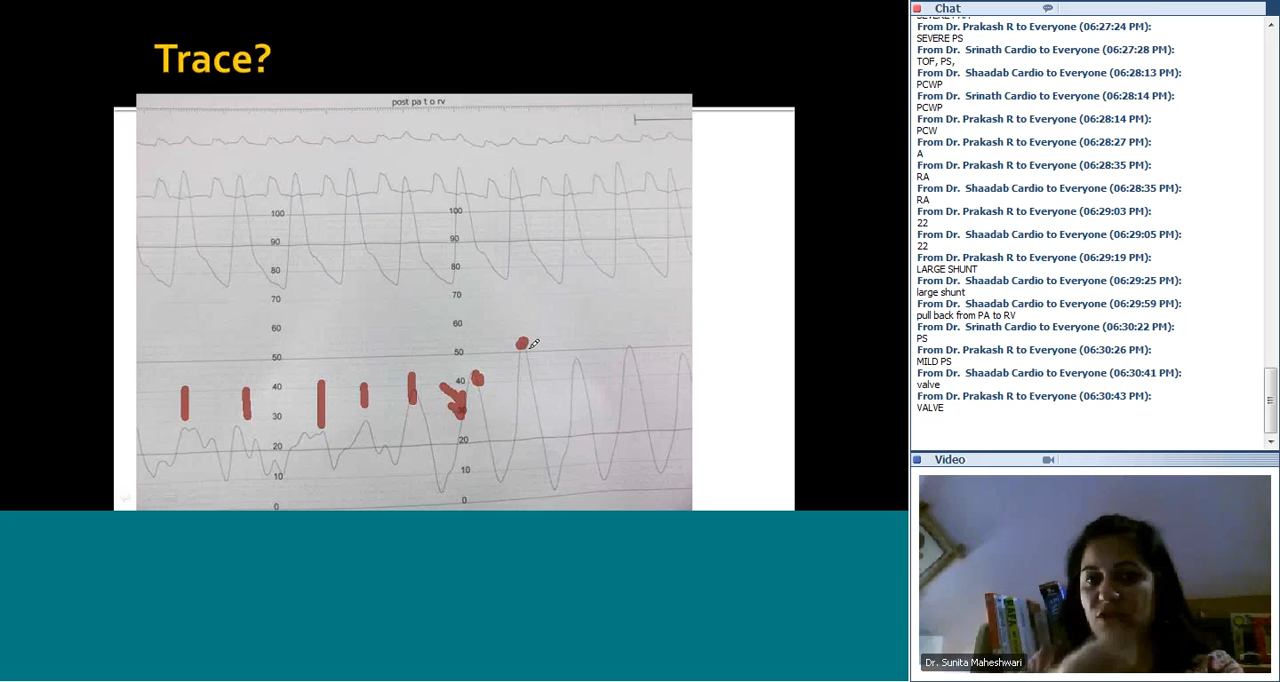 Trace?
post pa t o rv
100
90
80
70
60
50
40
30
20
10
0
100
90
80
70
60
50
40
30
20
10
0
Chat
From Dr. Prakash R to Everyone (06:27:24 PM):
SEVERE PS
From Dr. Srinath Cardio to Everyone (06:27:28 PM):
TOF, PS,
From Dr. Shaadab Cardio to Everyone (06:28:13 PM):
PCWP
From Dr. Srinath Cardio to Everyone (06:28:14 PM):
PCWP
From Dr. Prakash R to Everyone (06:28:14 PM):
PCW
From Dr. Shaadab Cardio to Everyone (06:28:27 PM):
A
From Dr. Prakash R to Everyone (06:28:35 PM):
RA
From Dr. Shaadab Cardio to Everyone (06:28:35 PM):
RA
From Dr. Prakash R to Everyone (06:29:03 PM):
22
From Dr. Shaadab Cardio to Everyone (06:29:05 PM):
22
From Dr. Prakash R to Everyone (06:29:19 PM):
LARGE SHUNT
From Dr. Shaadab Cardio to Everyone (06:29:25 PM):
large shunt
From Dr. Shaadab Cardio to Everyone (06:29:59 PM):
pull back from PA to RV
From Dr. Srinath Cardio to Everyone (06:30:22 PM):
PS
From Dr. Prakash R to Everyone (06:30:26 PM):
MILD PS
From Dr. Shaadab Cardio to Everyone (06:30:41 PM):
valve
From Dr. Prakash R to Everyone (06:30:43 PM):
VALVE
Video
Dr. Sunita Maheshwari